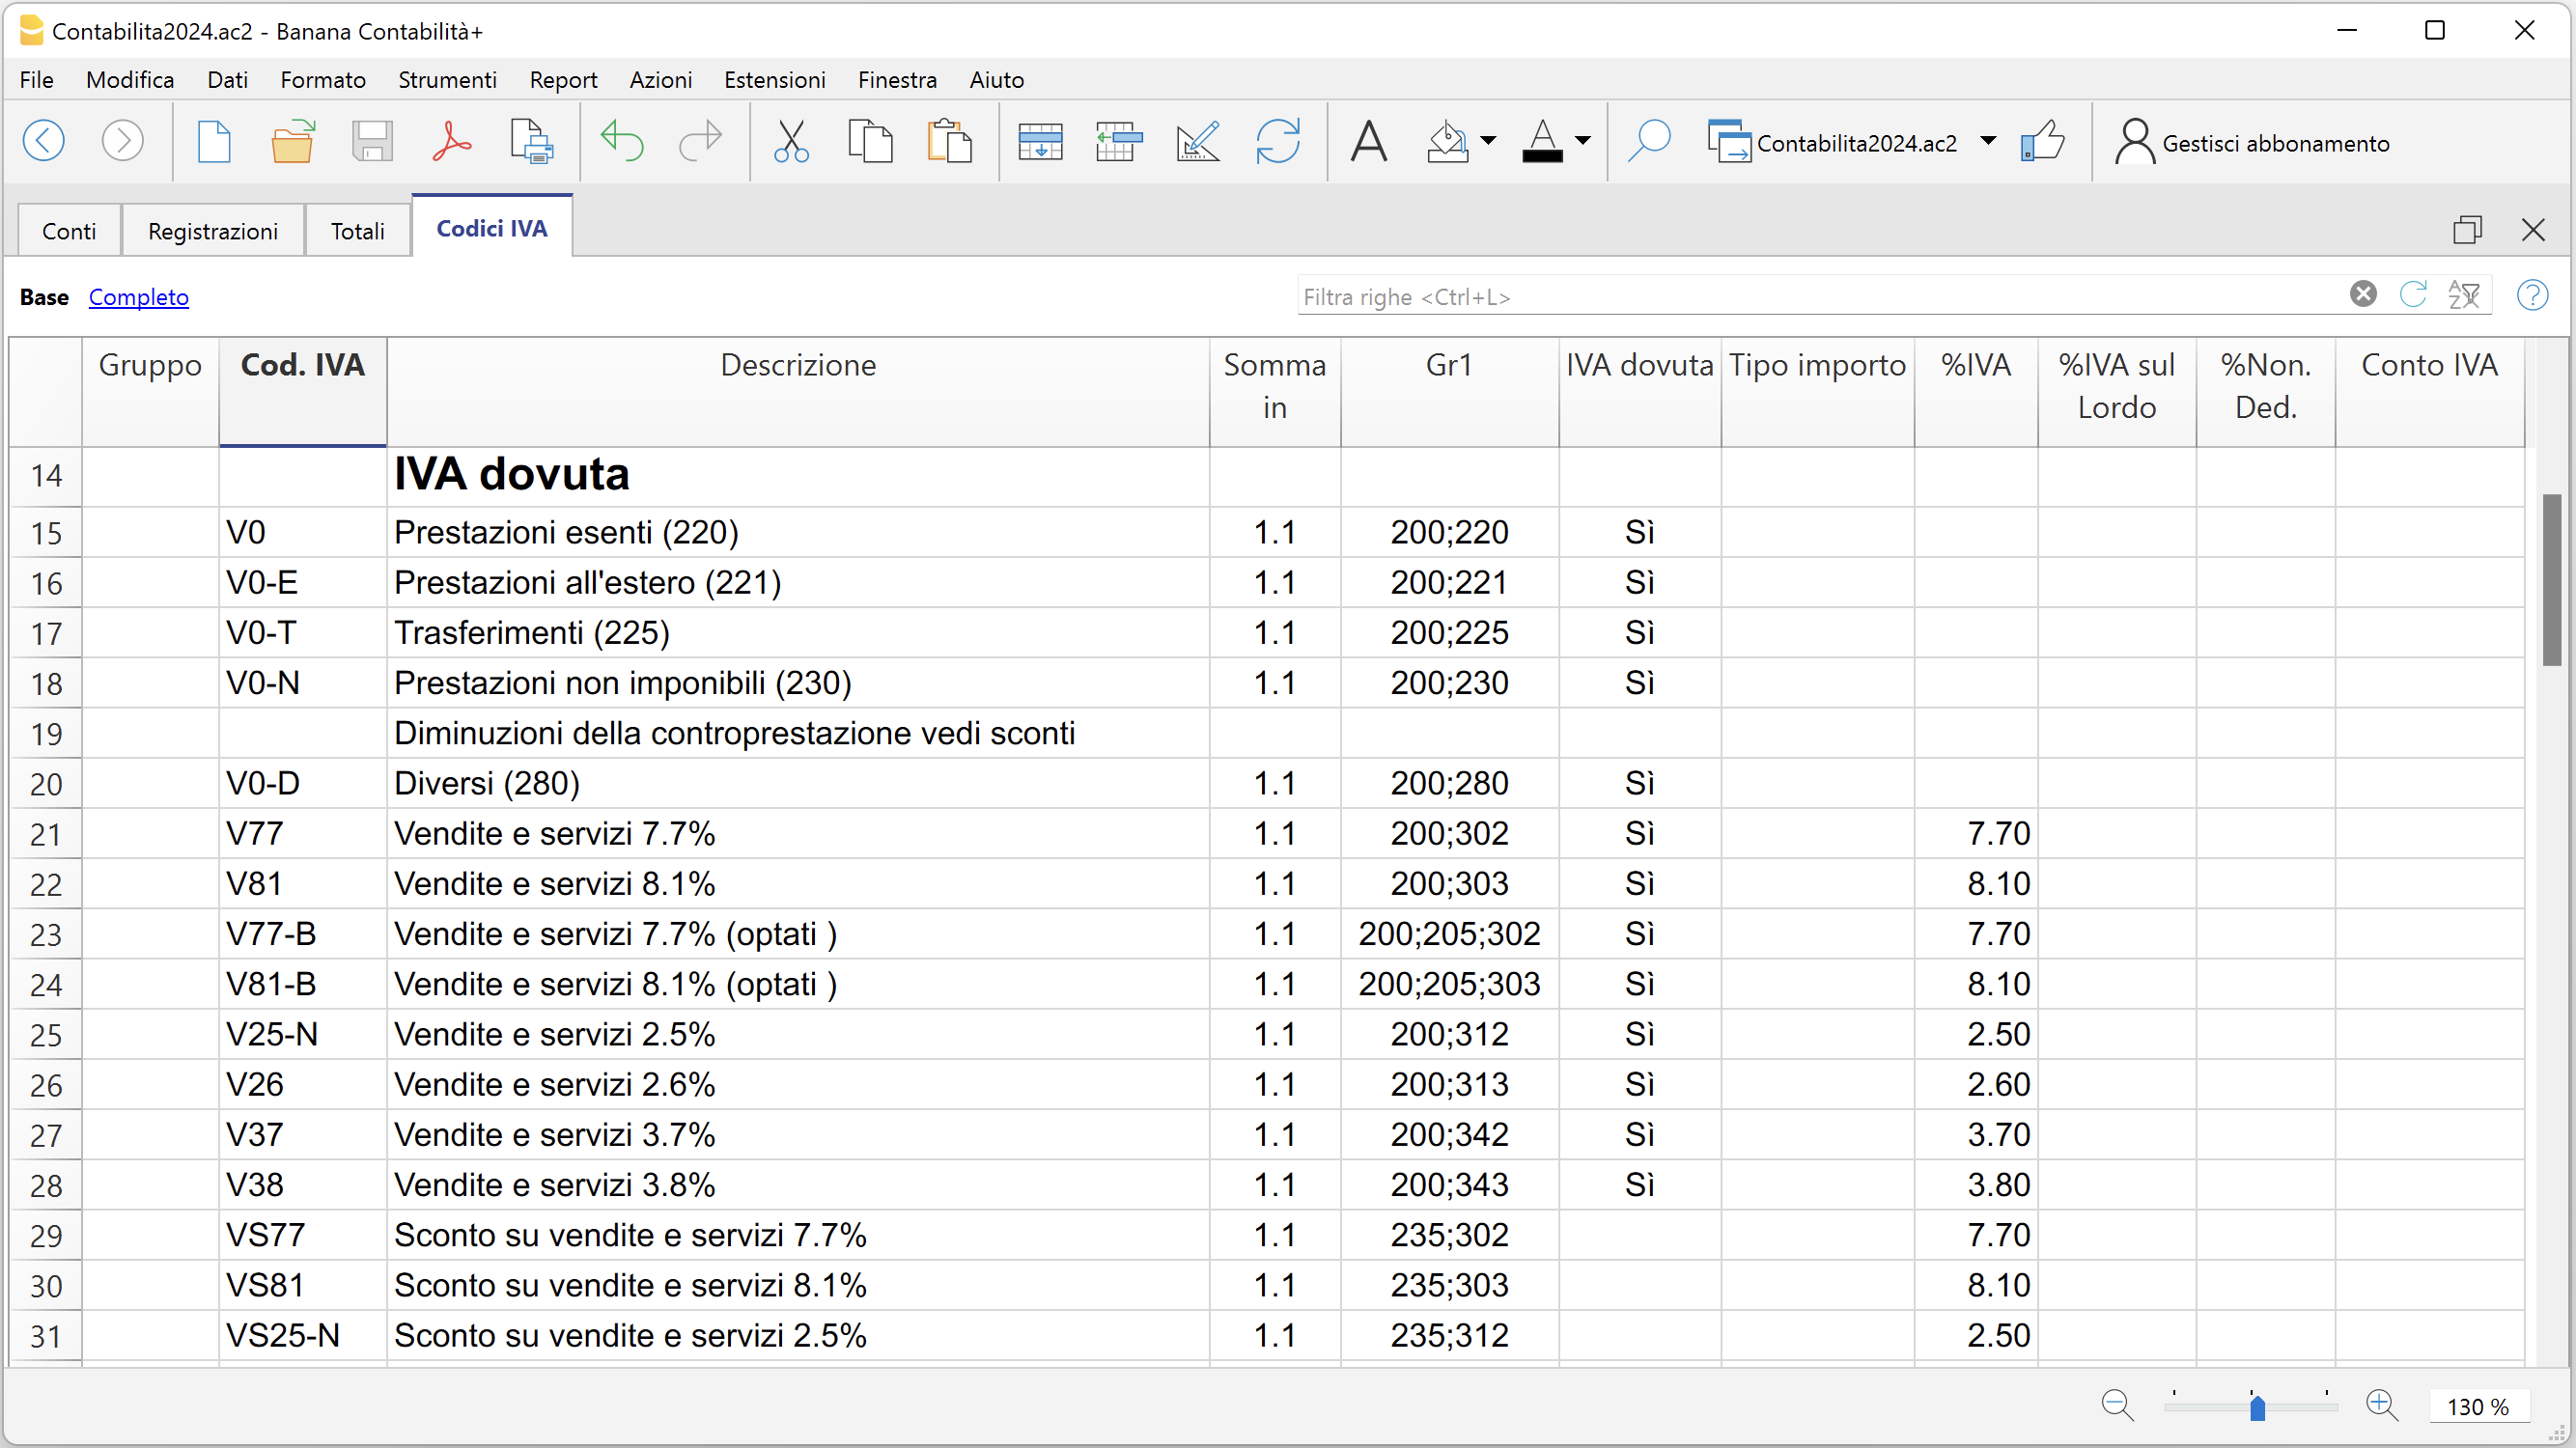 Contabilita2024.ac2 - Banana Contabilità+
File Modifica Dati Formato Strumenti Report Azioni Estensioni Finestra Aiuto
Contabilita2024.ac2 Gestisci abbonamento
Conti Registrazioni Totali Codici IVA
Base Completo Filtra righe <Ctrl+L>
Gruppo Cod. IVA Descrizione Somma in Gr1 IVA dovuta Tipo importo %IVA %IVA sul Lordo %Non. Ded. Conto IVA
14 IVA dovuta
15 V0 Prestazioni esenti (220) 1.1 200;220 Sì
16 V0-E Prestazioni all'estero (221) 1.1 200;221 Sì
17 V0-T Trasferimenti (225) 1.1 200;225 Sì
18 V0-N Prestazioni non imponibili (230) 1.1 200;230 Sì
19 Diminuzioni della controprestazione vedi sconti
20 V0-D Diversi (280) 1.1 200;280 Sì
21 V77 Vendite e servizi 7.7% 1.1 200;302 Sì 7.70
22 V81 Vendite e servizi 8.1% 1.1 200;303 Sì 8.10
23 V77-B Vendite e servizi 7.7% (optati ) 1.1 200;205;302 Sì 7.70
24 V81-B Vendite e servizi 8.1% (optati ) 1.1 200;205;303 Sì 8.10
25 V25-N Vendite e servizi 2.5% 1.1 200;312 Sì 2.50
26 V26 Vendite e servizi 2.6% 1.1 200;313 Sì 2.60
27 V37 Vendite e servizi 3.7% 1.1 200;342 Sì 3.70
28 V38 Vendite e servizi 3.8% 1.1 200;343 Sì 3.80
29 VS77 Sconto su vendite e servizi 7.7% 1.1 235;302 7.70
30 VS81 Sconto su vendite e servizi 8.1% 1.1 235;303 8.10
31 VS25-N Sconto su vendite e servizi 2.5% 1.1 235;312 2.50
130 %